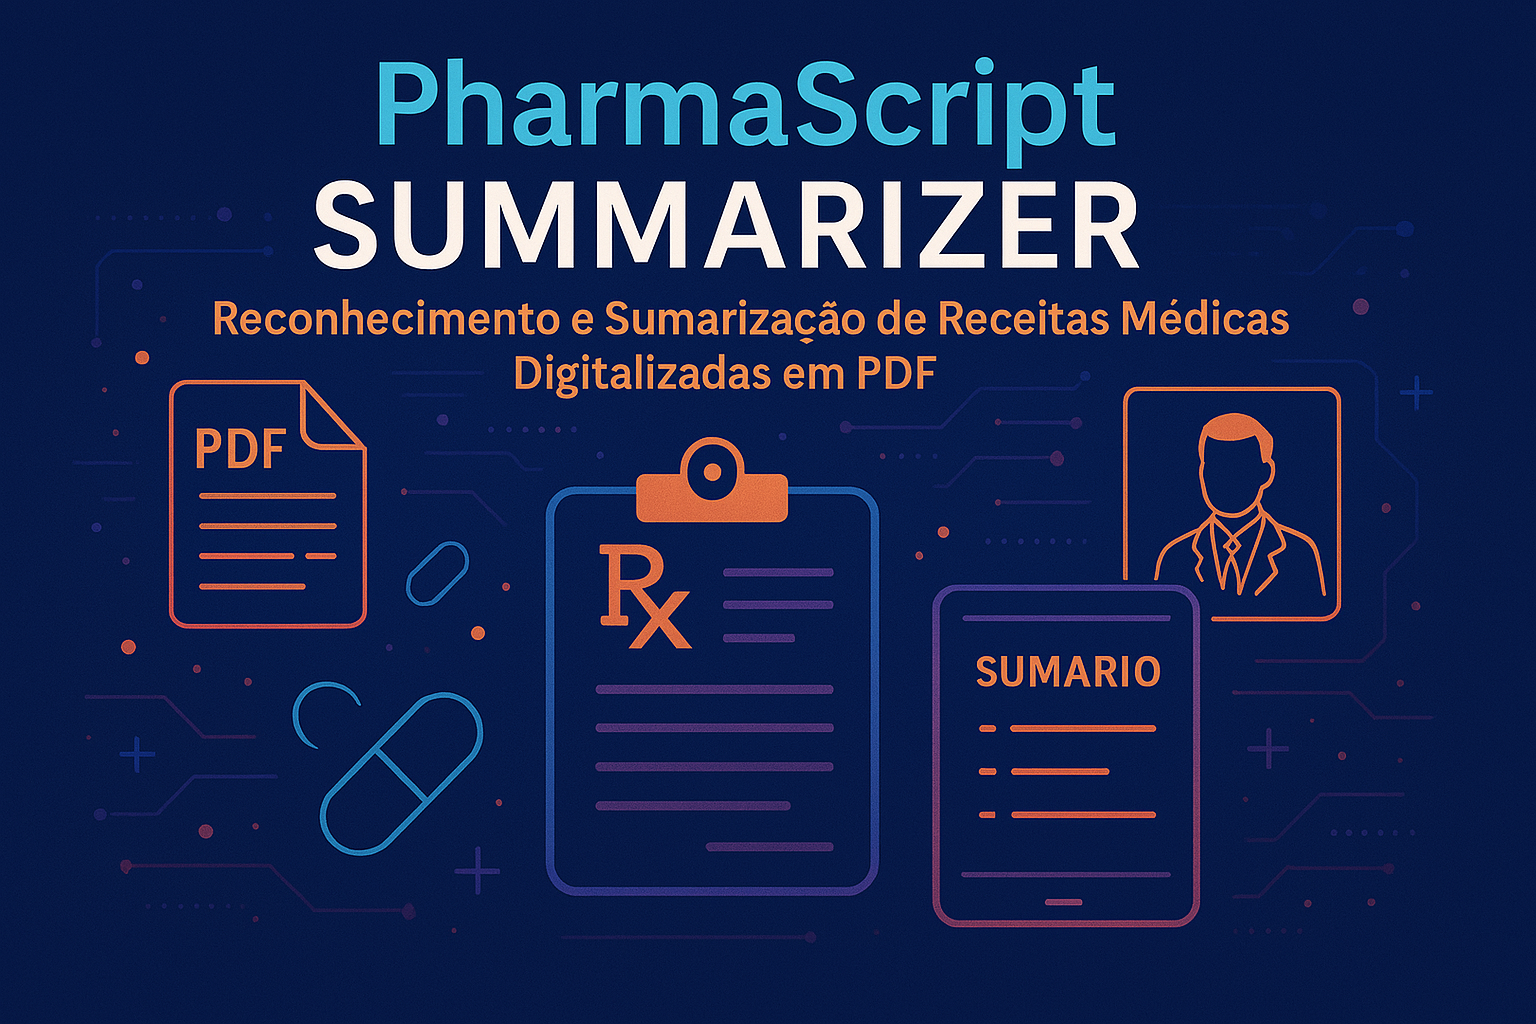 PharmaScript
SUMMARIZER
Reconhecimento e Sumarização de Receitas Médicas
Digitalizadas em PDF
PDF
Rx
SUMARIO